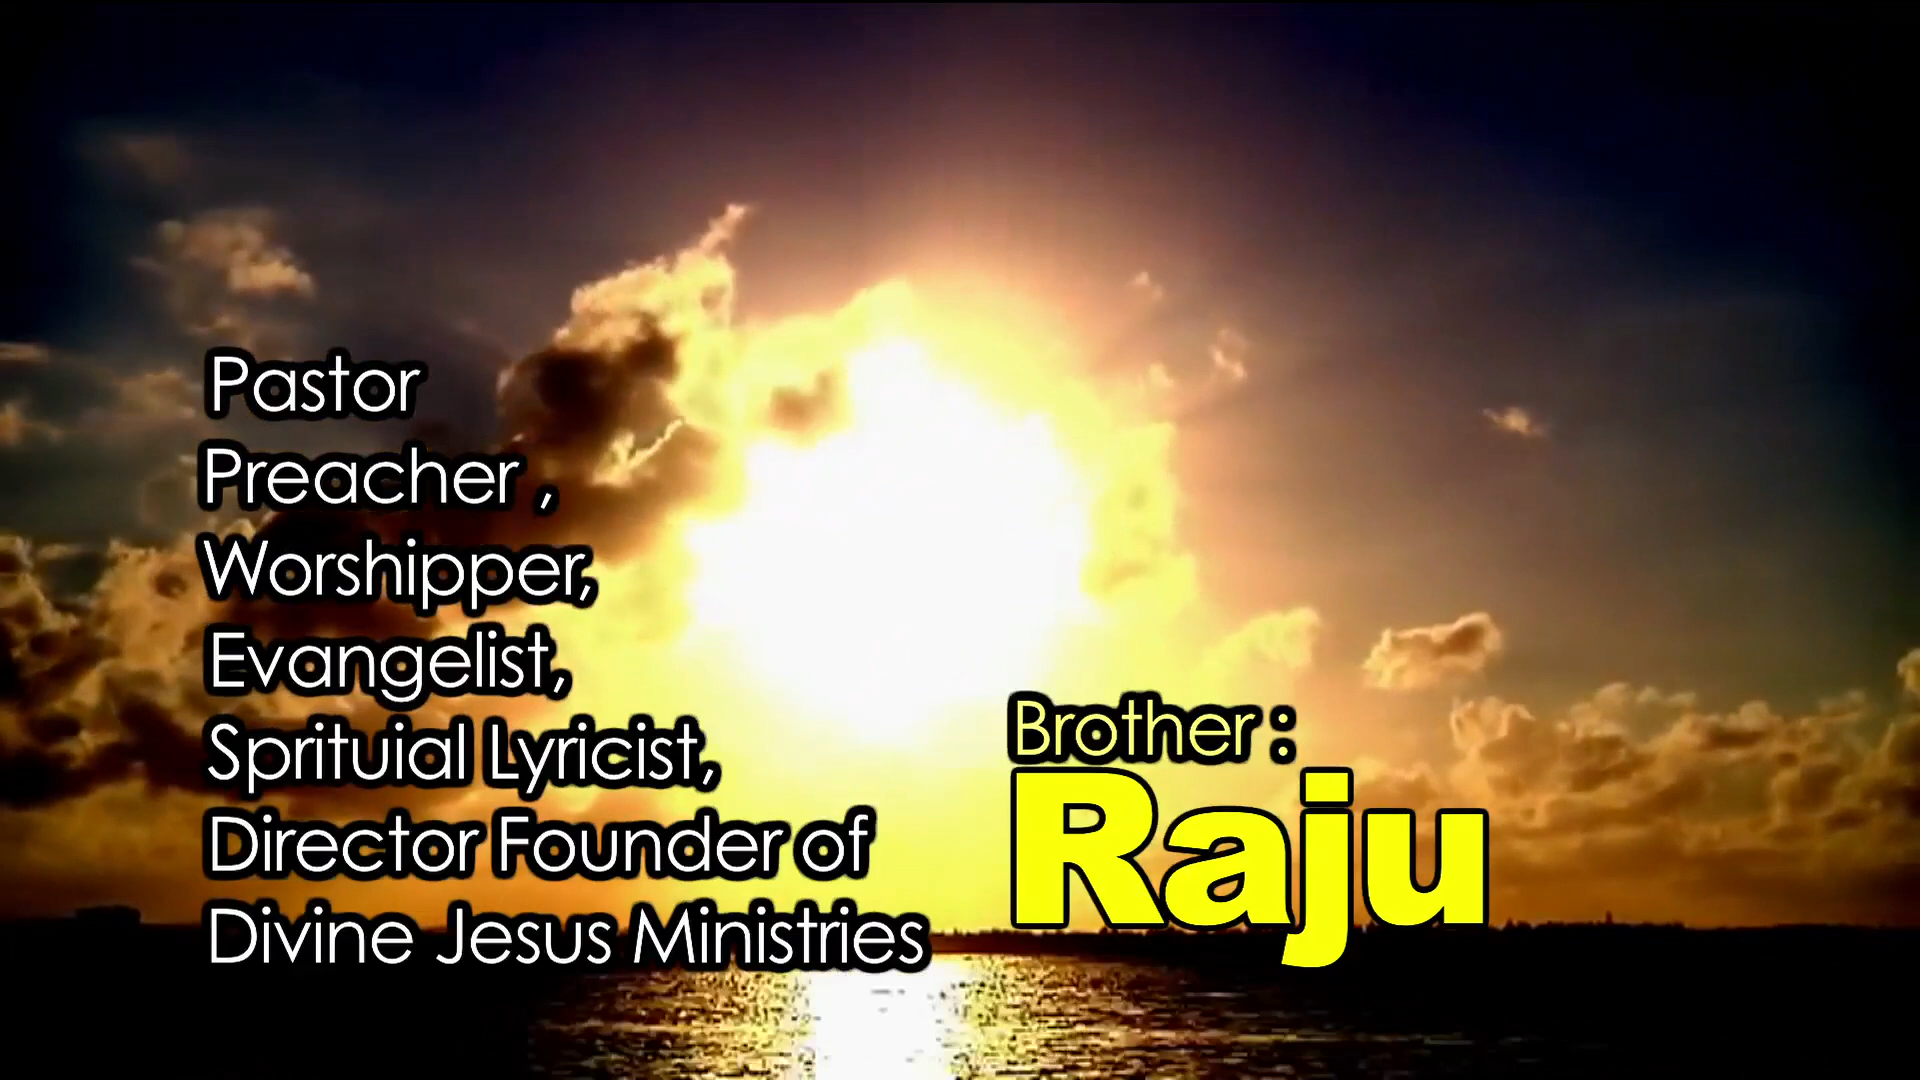 Pastor
Preacher ,
Worshipper,
Evangelist,
Sprituial Lyricist,
Director Founder of
Divine Jesus Ministries
Brother :
Raju